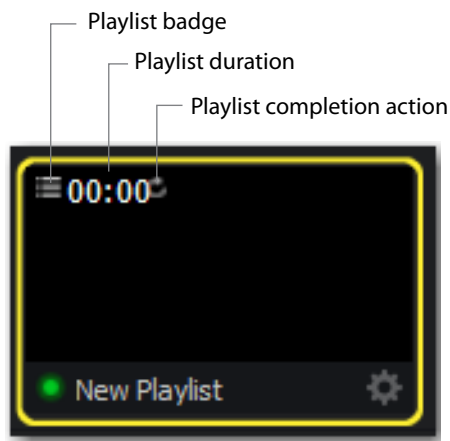 Playlist badge
Playlist duration
Playlist completion action
00:00
New Playlist